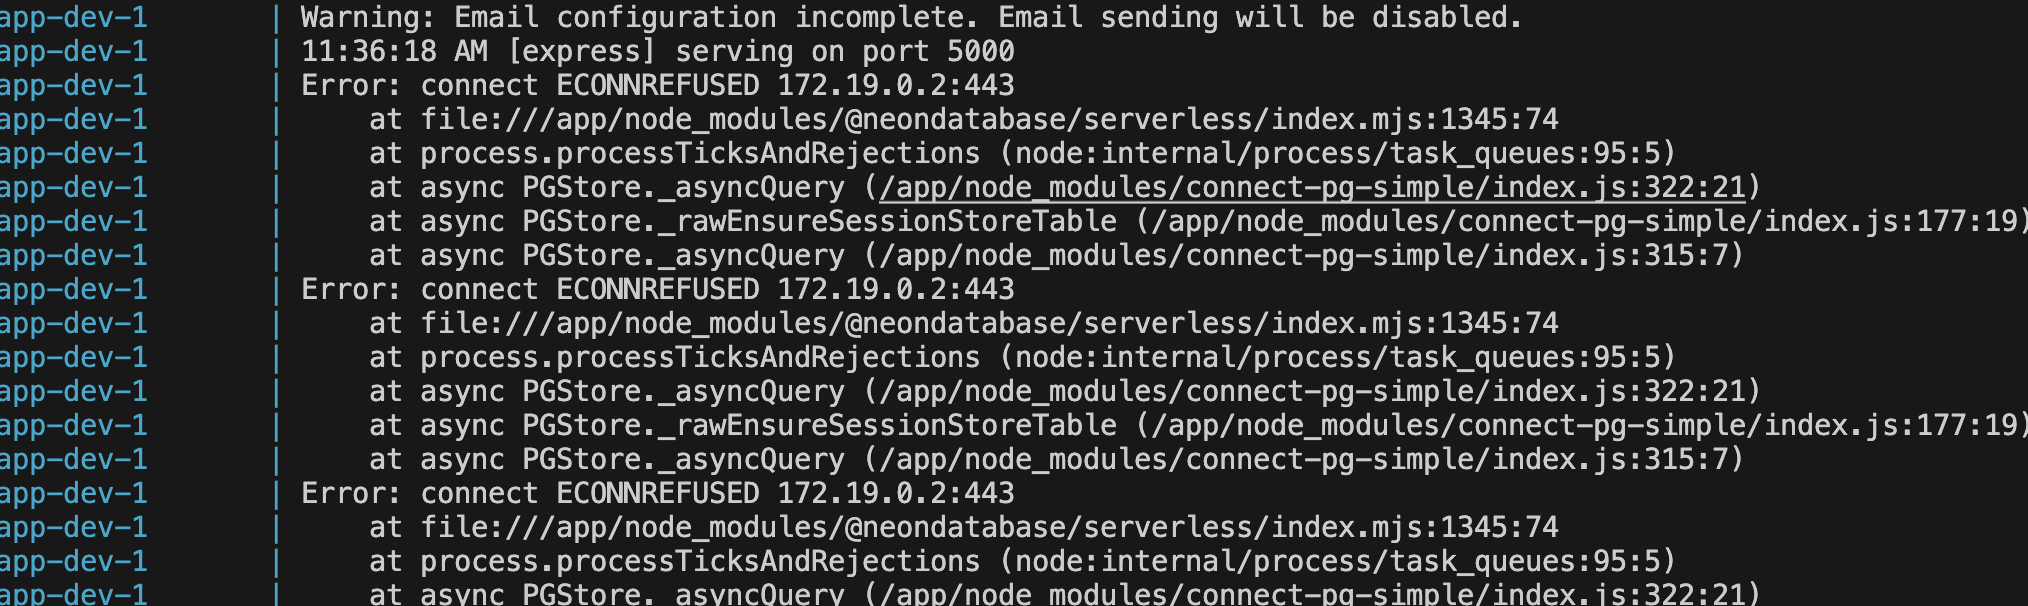 app-dev-1 | Warning: Email configuration incomplete. Email sending will be disabled.
app-dev-1 | 11:36:18 AM [express] serving on port 5000
app-dev-1 | Error: connect ECONNREFUSED 172.19.0.2:443
app-dev-1 |     at file:///app/node_modules/@neondatabase/serverless/index.mjs:1345:74
app-dev-1 |     at process.processTicksAndRejections (node:internal/process/task_queues:95:5)
app-dev-1 |     at async PGStore._asyncQuery (/app/node_modules/connect-pg-simple/index.js:322:21)
app-dev-1 |     at async PGStore._rawEnsureSessionStoreTable (/app/node_modules/connect-pg-simple/index.js:177:19)
app-dev-1 |     at async PGStore._asyncQuery (/app/node_modules/connect-pg-simple/index.js:315:7)
app-dev-1 | Error: connect ECONNREFUSED 172.19.0.2:443
app-dev-1 |     at file:///app/node_modules/@neondatabase/serverless/index.mjs:1345:74
app-dev-1 |     at process.processTicksAndRejections (node:internal/process/task_queues:95:5)
app-dev-1 |     at async PGStore._asyncQuery (/app/node_modules/connect-pg-simple/index.js:322:21)
app-dev-1 |     at async PGStore._rawEnsureSessionStoreTable (/app/node_modules/connect-pg-simple/index.js:177:19)
app-dev-1 |     at async PGStore._asyncQuery (/app/node_modules/connect-pg-simple/index.js:315:7)
app-dev-1 | Error: connect ECONNREFUSED 172.19.0.2:443
app-dev-1 |     at file:///app/node_modules/@neondatabase/serverless/index.mjs:1345:74
app-dev-1 |     at process.processTicksAndRejections (node:internal/process/task_queues:95:5)
app-dev-1 |     at async PGStore._asyncQuery (/app/node_modules/connect-pg-simple/index.js:322:21)